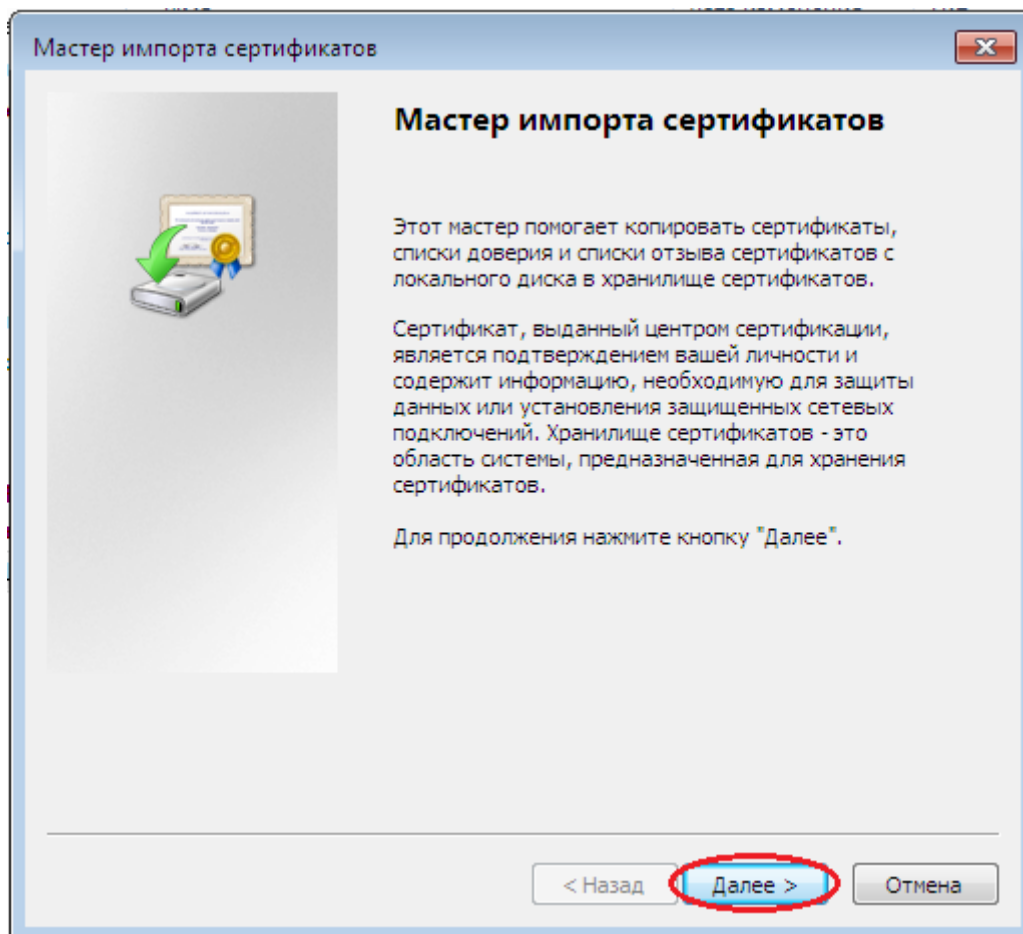 Мастер импорта сертификатов
Мастер импорта сертификатов
Этот мастер помогает копировать сертификаты,
списки доверия и списки отзыва сертификатов с
локального диска в хранилище сертификатов.
Сертификат, выданный центром сертификации,
является подтверждением вашей личности и
содержит информацию, необходимую для защиты
данных или установления защищенных сетевых
подключений. Хранилище сертификатов - это
область системы, предназначенная для хранения
сертификатов.
Для продолжения нажмите кнопку "Далее".
< Назад Далее > Отмена